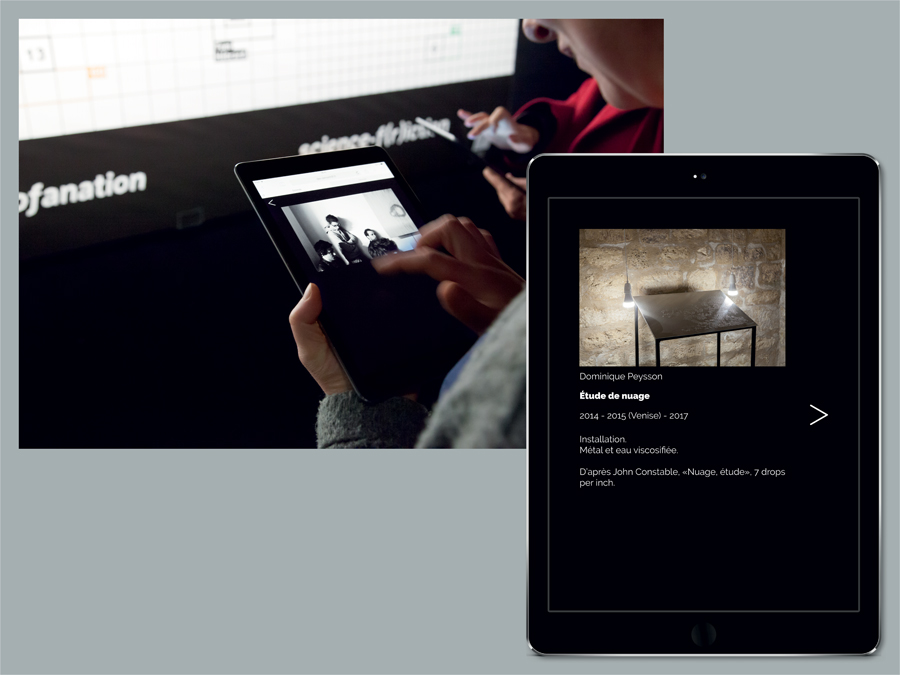 13
ofanation
science-f(r)iction
Dominique Peysson
Étude de nuage
2014 - 2015 (Venise) - 2017
Installation.
Métal et eau viscosifiée.
D'après John Constable, «Nuage, étude», 7 drops
per inch.